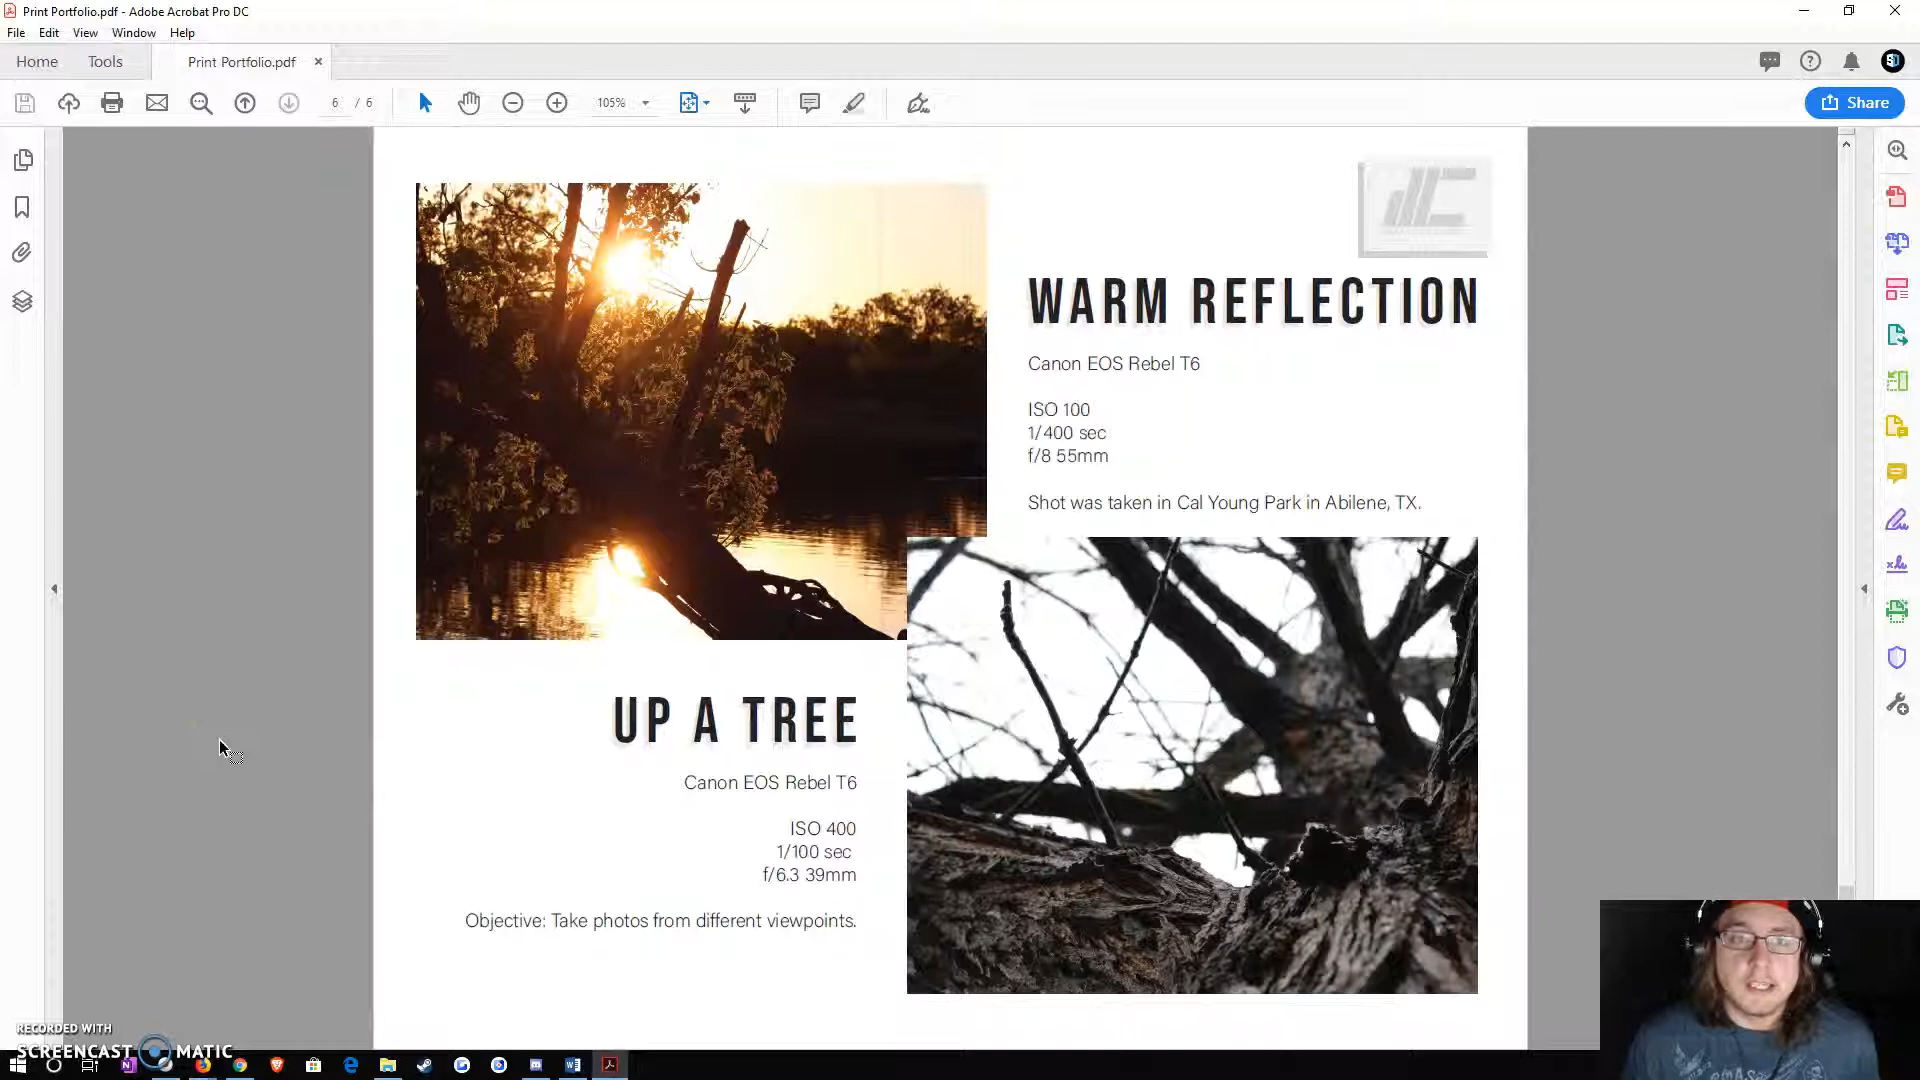 Print Portfolio.pdf - Adobe Acrobat Pro DC
File Edit View Window Help
Home Tools Print Portfolio.pdf
6 / 6 105% Share
WARM REFLECTION
Canon EOS Rebel T6
ISO 100
1/400 sec
f/8 55mm
Shot was taken in Cal Young Park in Abilene, TX.
UP A TREE
Canon EOS Rebel T6
ISO 400
1/100 sec
f/6.3 39mm
Objective: Take photos from different viewpoints.
RECORDED WITH
SCREENCAST MATIC